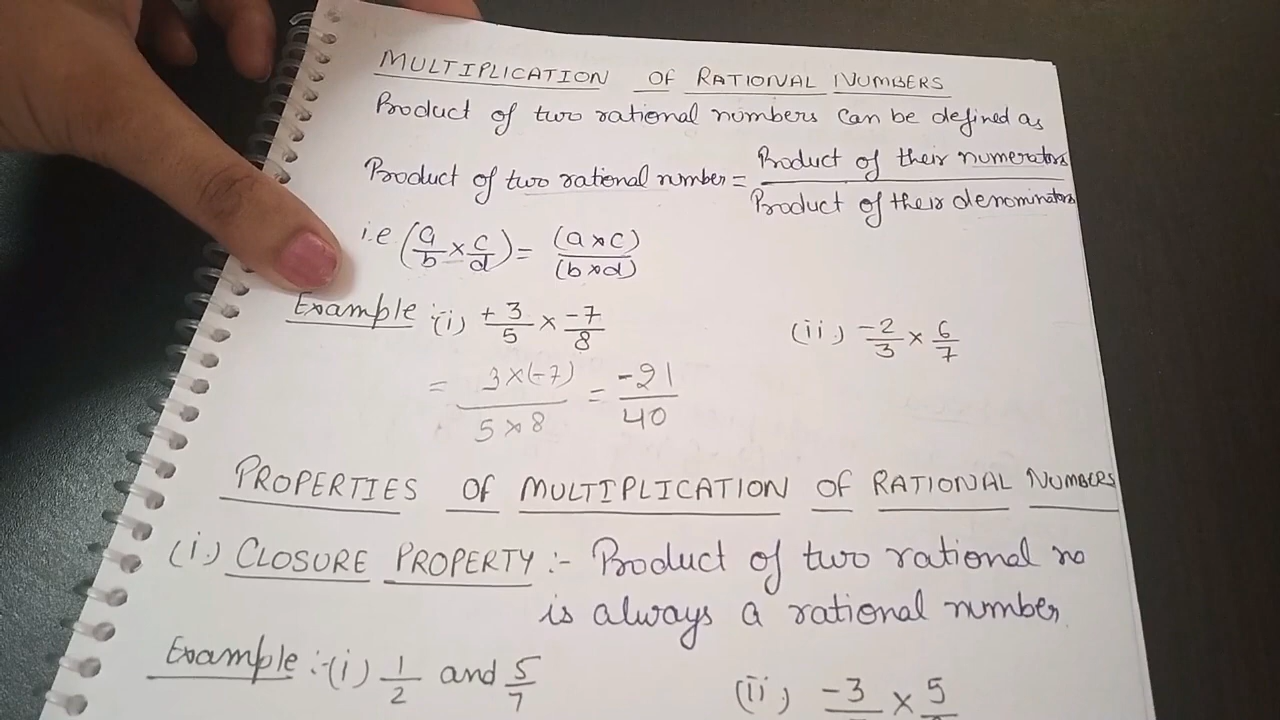 MULTIPLICATION OF RATIONAL NUMBERS
Product of two rational numbers can be defined as
Product of two rational number = Product of their numerators / Product of their denominators
i.e (a/b × c/d) = (a×c)/(b×d)
Example :(i) +3/5 × -7/8 (ii) -2/3 × 6/7
= 3×(-7)/5×8 = -21/40
PROPERTIES OF MULTIPLICATION OF RATIONAL NUMBERS
(i.) CLOSURE PROPERTY :- Product of two rational no
is always a rational number.
Example :-(i) 1/2 and 5/7 (ii) -3 × 5